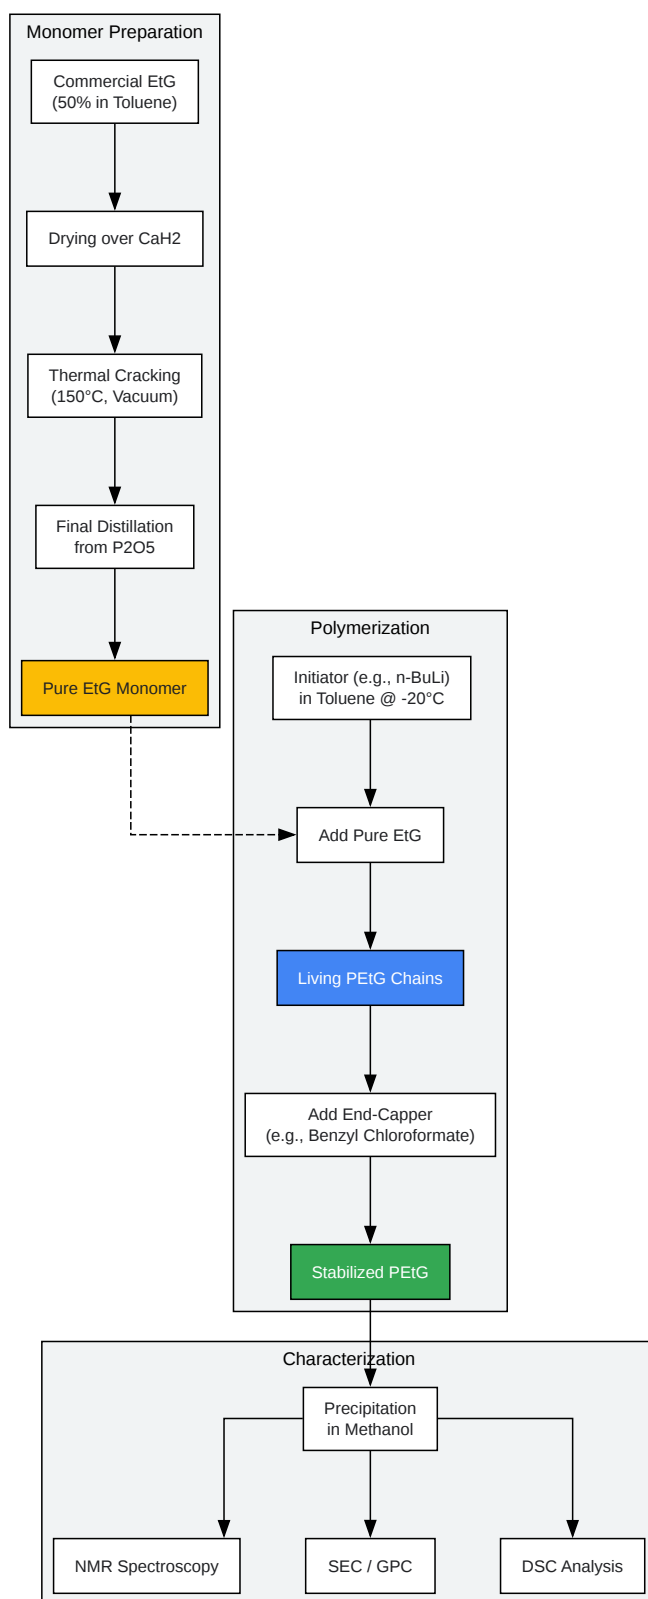 Monomer Preparation
Commercial EtG
(50% in Toluene)
Drying over CaH2
Thermal Cracking
(150°C, Vacuum)
Final Distillation
from P2O5
Pure EtG Monomer
Polymerization
Initiator (e.g., n-BuLi)
in Toluene @ -20°C
Add Pure EtG
Living PEtG Chains
Add End-Capper
(e.g., Benzyl Chloroformate)
Stabilized PEtG
Characterization
Precipitation
in Methanol
NMR Spectroscopy
SEC / GPC
DSC Analysis